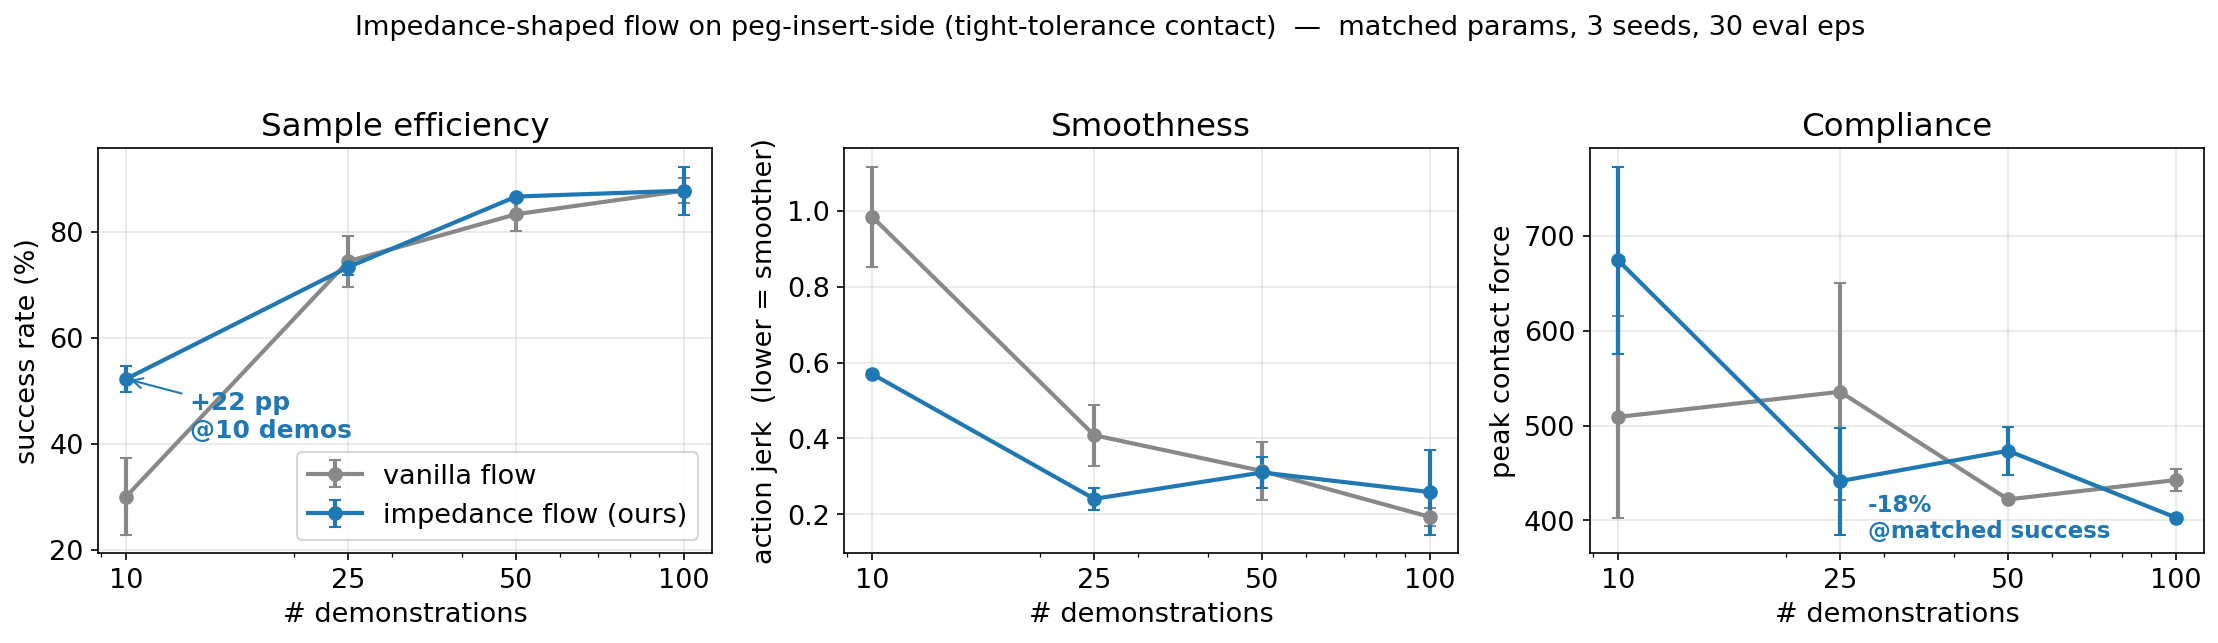 Impedance-shaped flow on peg-insert-side (tight-tolerance contact) — matched params, 3 seeds, 30 eval eps
Sample efficiency
success rate (%)
80
60
40
20
10
25
50
100
# demonstrations
+22 pp
@10 demos
vanilla flow
impedance flow (ours)
Smoothness
action jerk (lower = smoother)
1.0
0.8
0.6
0.4
0.2
10
25
50
100
# demonstrations
Compliance
peak contact force
700
600
500
400
10
25
50
100
# demonstrations
-18%
@matched success